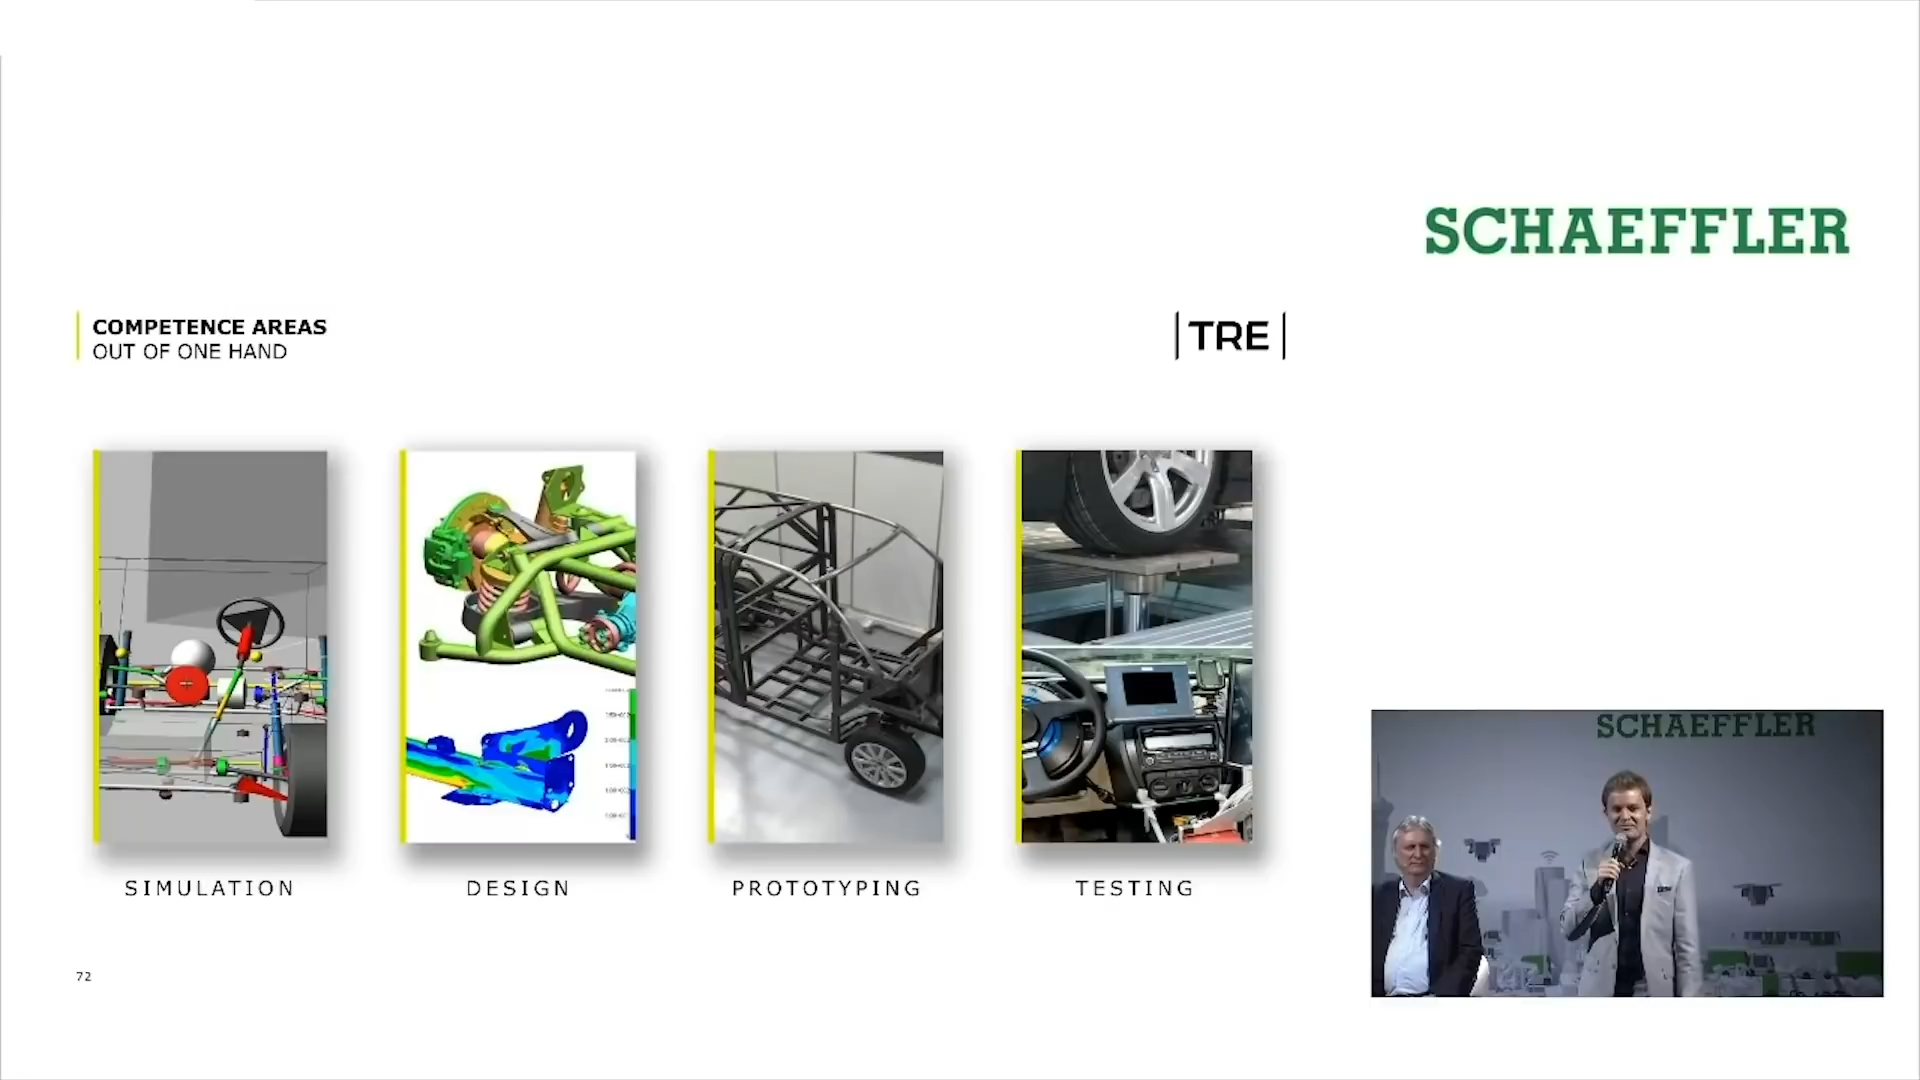 SCHAEFFLER
COMPETENCE AREAS
OUT OF ONE HAND
TRE
SIMULATION
DESIGN
PROTOTYPING
TESTING
72
SCHAEFFLER